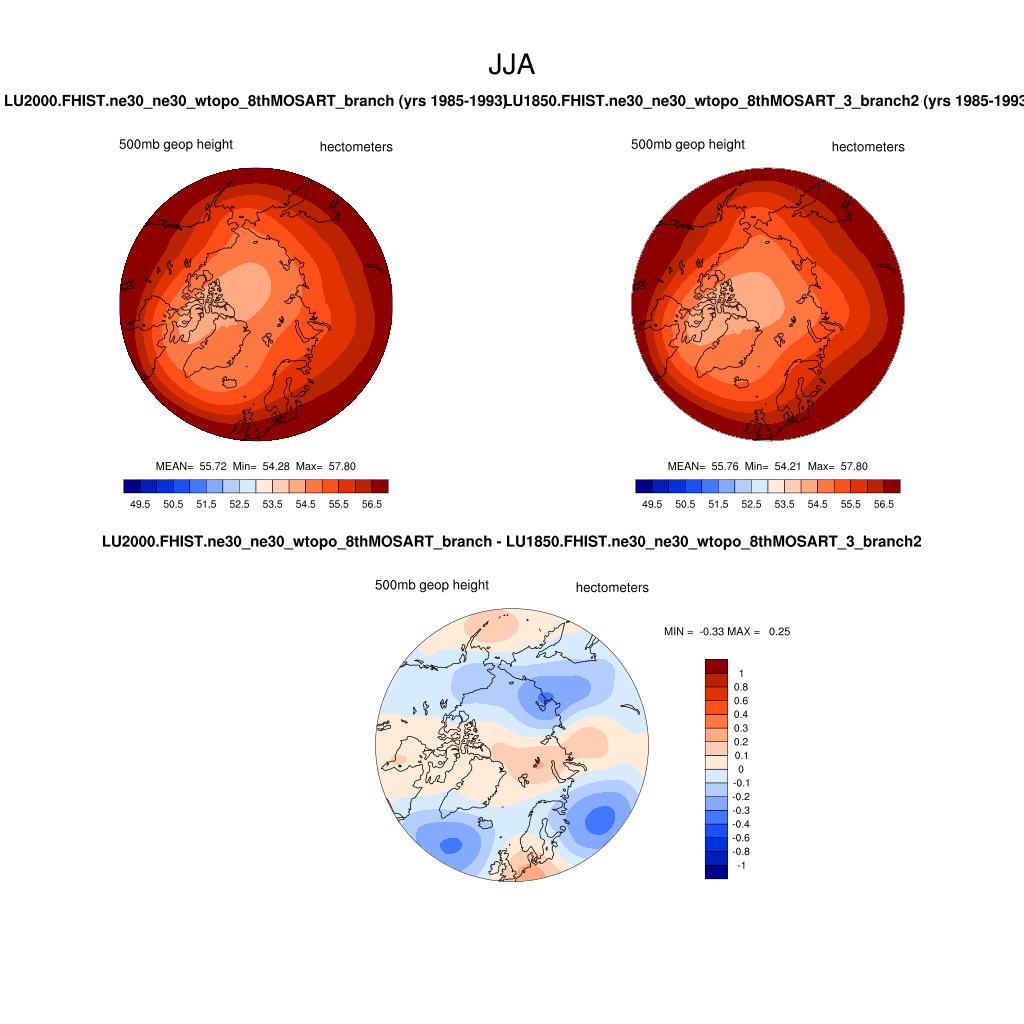 JJA
LU2000.FHIST.ne30_ne30_wtopo_8thMOSART_branch (yrs 1985-1993)
LU1850.FHIST.ne30_ne30_wtopo_8thMOSART_3_branch2 (yrs 1985-1993
500mb geop height hectometers
500mb geop height hectometers
MEAN= 55.72 Min= 54.28 Max= 57.80
MEAN= 55.76 Min= 54.21 Max= 57.80
49.5 50.5 51.5 52.5 53.5 54.5 55.5 56.5
49.5 50.5 51.5 52.5 53.5 54.5 55.5 56.5
LU2000.FHIST.ne30_ne30_wtopo_8thMOSART_branch - LU1850.FHIST.ne30_ne30_wtopo_8thMOSART_3_branch2
500mb geop height hectometers
MIN = -0.33 MAX = 0.25
1
0.8
0.6
0.4
0.3
0.2
0.1
0
-0.1
-0.2
-0.3
-0.4
-0.6
-0.8
-1